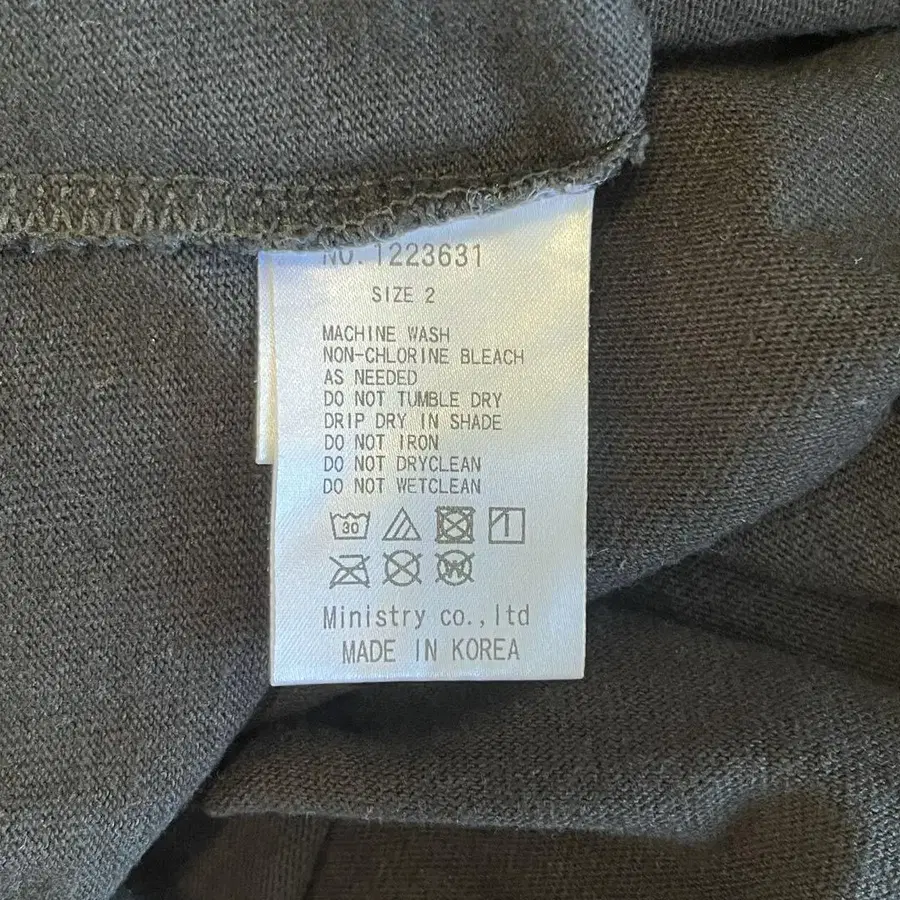 NO. 1223631
SIZE 2
MACHINE WASH
NON-CHLORINE BLEACH
AS NEEDED
DO NOT TUMBLE DRY
DRIP DRY IN SHADE
DO NOT IRON
DO NOT DRYCLEAN
DO NOT WETCLEAN
30
W
Ministry co.,ltd
MADE IN KOREA